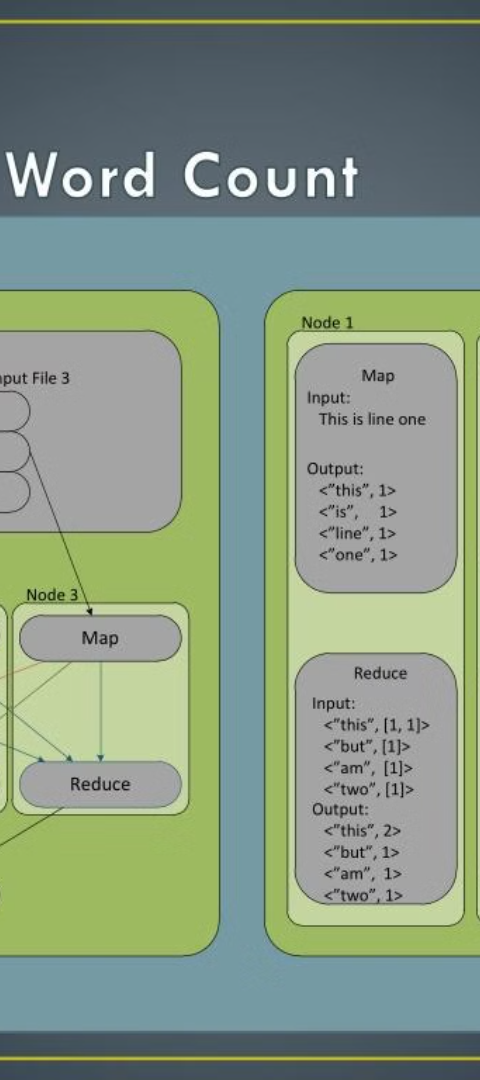 Word Count
put File 3
Node 3
Map
Reduce
Node 1
Map
Input:
This is line one
Output:
<"this", 1>
<"is", 1>
<"line", 1>
<"one", 1>
Reduce
Input:
<"this", [1, 1]>
<"but", [1]>
<"am", [1]>
<"two", [1]>
Output:
<"this", 2>
<"but", 1>
<"am", 1>
<"two", 1>